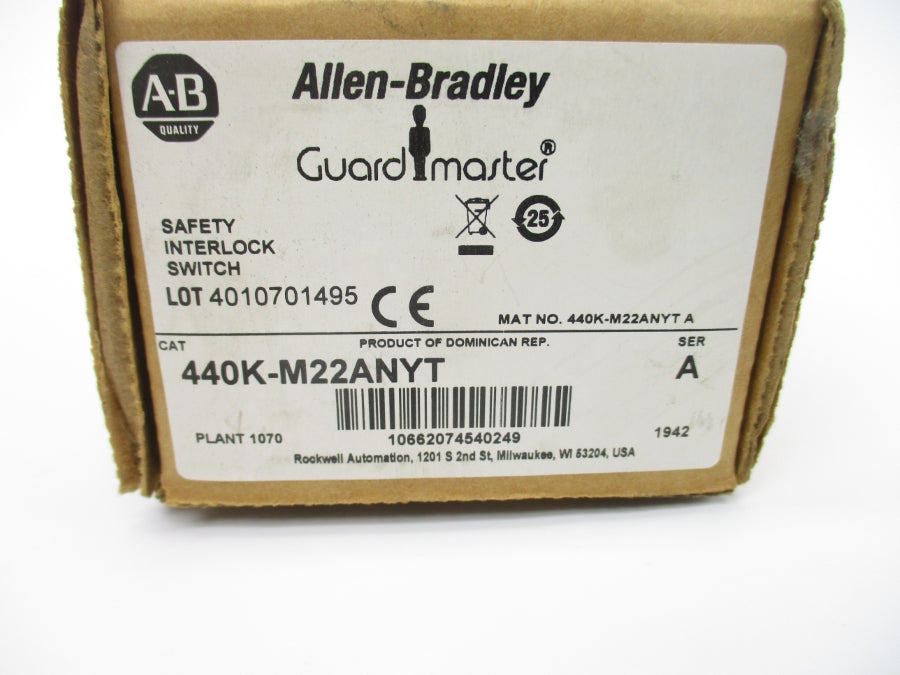 A-B
QUALITY
Allen-Bradley
Guardmaster®
25
SAFETY
INTERLOCK
SWITCH
LOT 4010701495
CE
MAT NO. 440K-M22ANYT A
CAT
PRODUCT OF DOMINICAN REP.
SER
440K-M22ANYT
A
PLANT 1070
10662074540249
1942
Rockwell Automation, 1201 S 2nd St, Milwaukee, WI 53204, USA